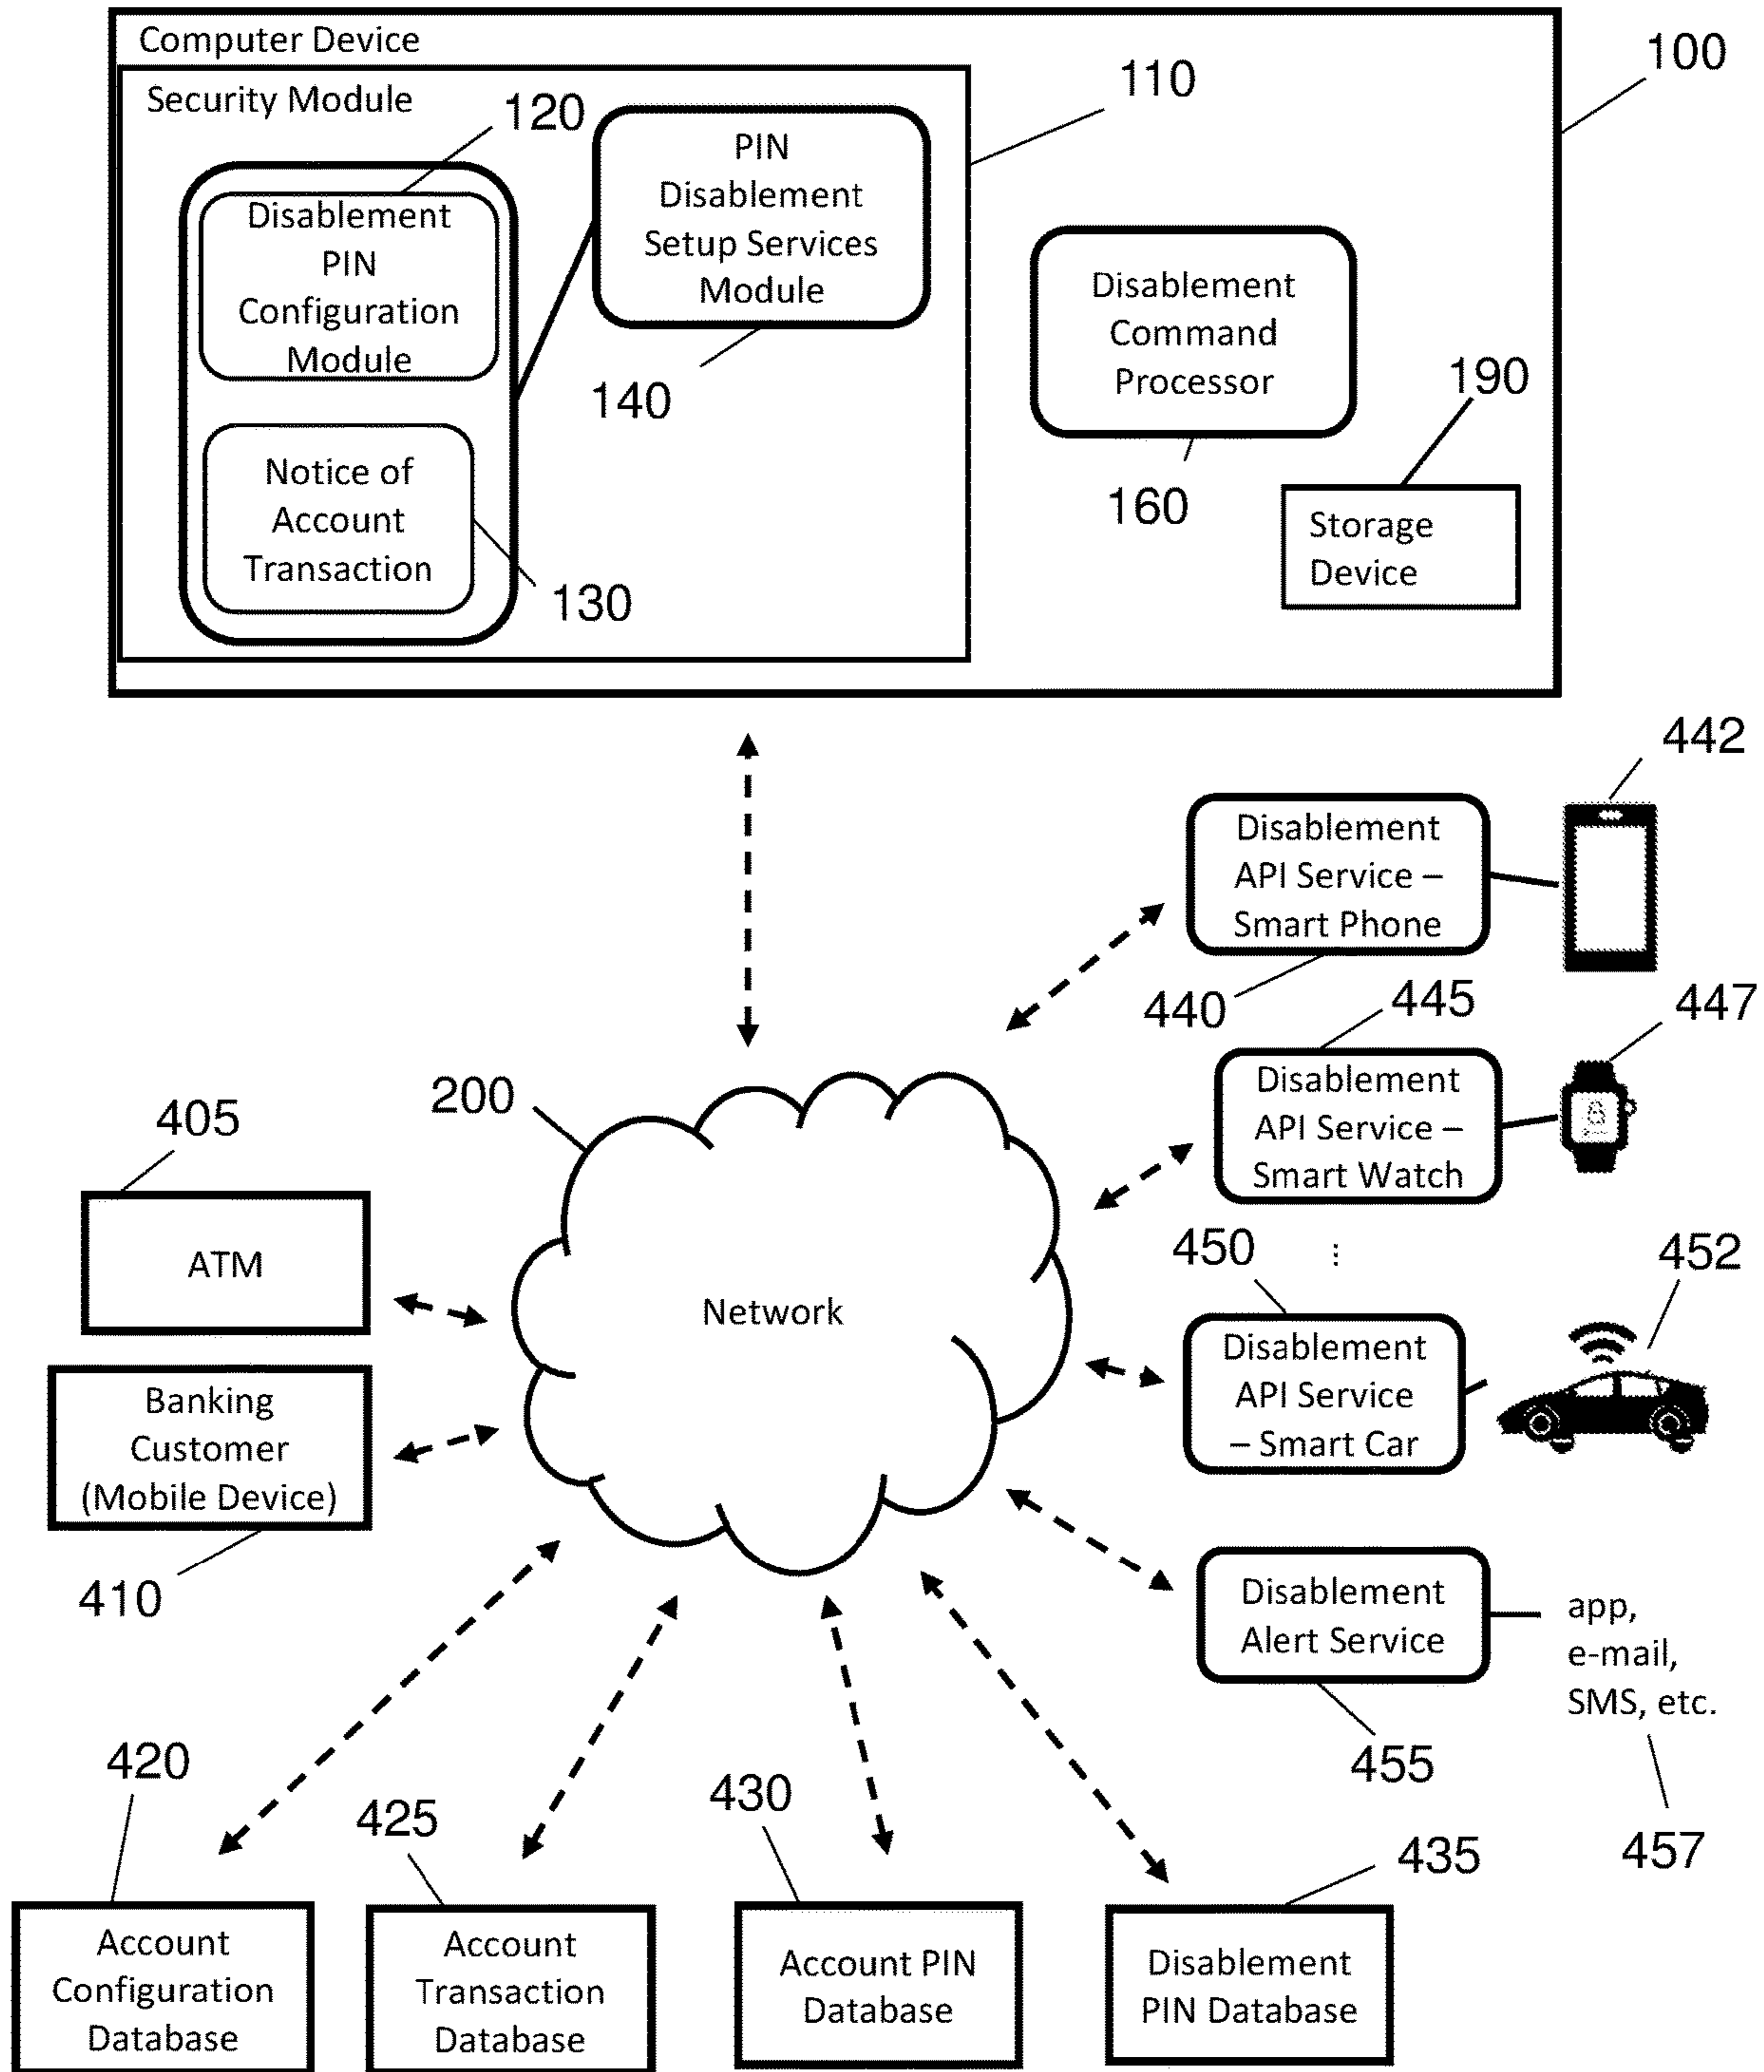 Computer Device
100
110
Security Module
120
PIN
Disablement
Setup Services
Module
Disablement
PIN
Configuration
Module
140
Disablement
Command
Processor
160
190
Storage
Device
Notice of
Account
Transaction
130
442
Disablement
API Service –
Smart Phone
440
445
447
Disablement
API Service –
Smart Watch
200
405
ATM
Network
450
...
452
Disablement
API Service
– Smart Car
Banking
Customer
(Mobile Device)
410
Disablement
Alert Service
app,
e-mail,
SMS, etc.
455
457
420
425
430
435
Account
Configuration
Database
Account
Transaction
Database
Account PIN
Database
Disablement
PIN Database